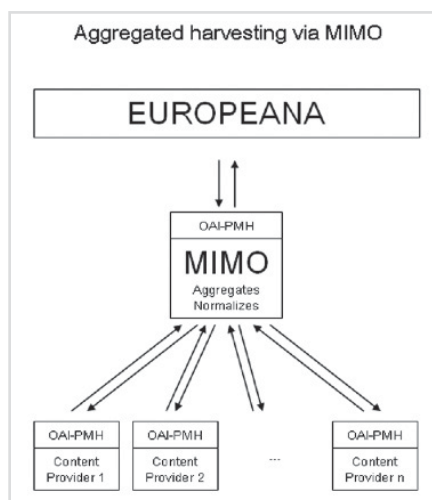 Aggregated harvesting via MIMO
EUROPEANA
OAI-PMH
MIMO
Aggregates
Normalizes
OAI-PMH
Content
Provider 1
OAI-PMH
Content
Provider 2
...
OAI-PMH
Content
Provider n